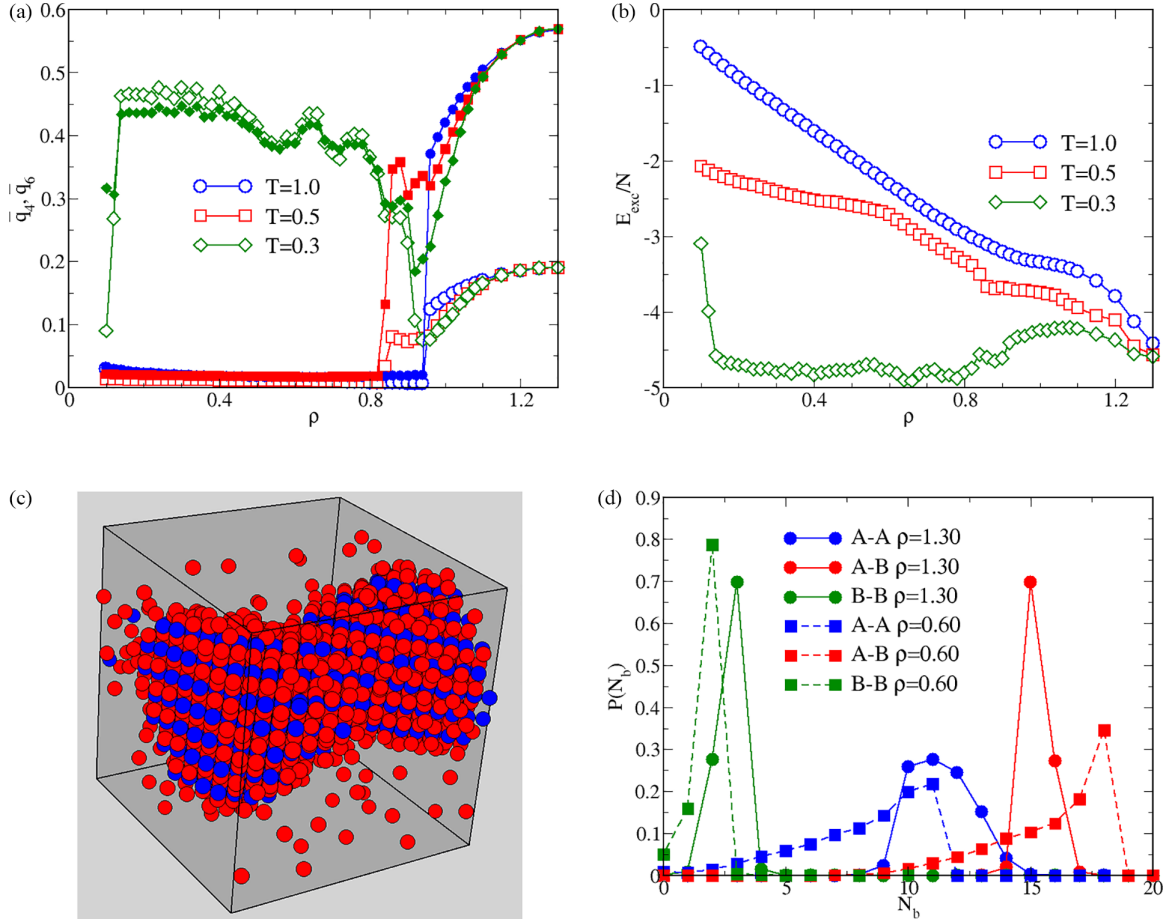 (a)
0.6
0.5
0.4
0.3
0.2
0.1
0
q̄₄, q̄₆
T=1.0
T=0.5
T=0.3
0 0.4 0.8 1.2
ρ
(b)
0
-1
-2
-3
-4
-5
E_exc/N
T=1.0
T=0.5
T=0.3
0 0.4 0.8 1.2
ρ
(c)
(d)
0.9
0.8
0.7
0.6
0.5
0.4
0.3
0.2
0.1
0
P(N_b)
A-A ρ=1.30
A-B ρ=1.30
B-B ρ=1.30
A-A ρ=0.60
A-B ρ=0.60
B-B ρ=0.60
0 5 10 15 20
N_b